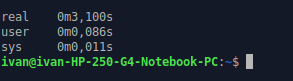 real	0m3,100s
user	0m0,086s
sys	0m0,011s
ivan@ivan-HP-250-G4-Notebook-PC:~$